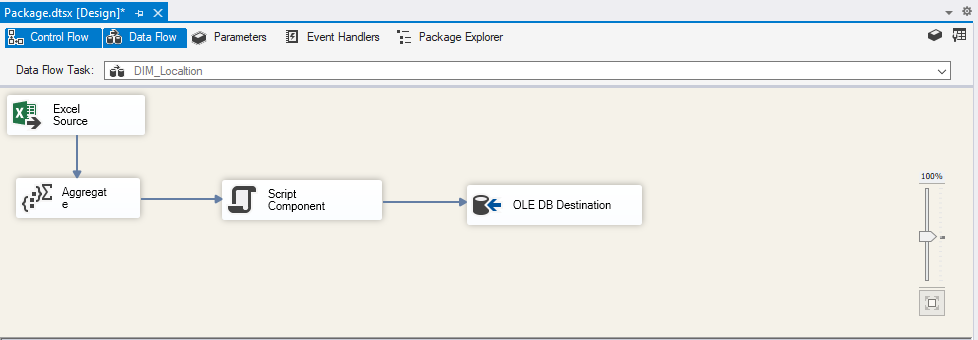 Package.dtsx [Design]*
Control Flow Data Flow Parameters Event Handlers Package Explorer
Data Flow Task: DIM_Localtion
Excel
Source
Aggregat
e
Script
Component
OLE DB Destination
100%